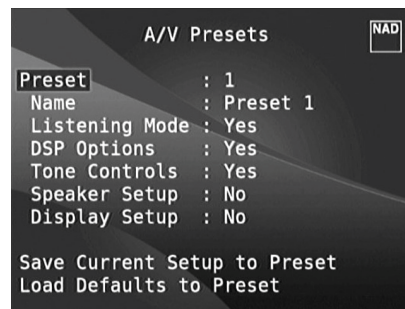 A/V Presets
NAD
Preset : 1
Name : Preset 1
Listening Mode : Yes
DSP Options : Yes
Tone Controls : Yes
Speaker Setup : No
Display Setup : No
Save Current Setup to Preset
Load Defaults to Preset